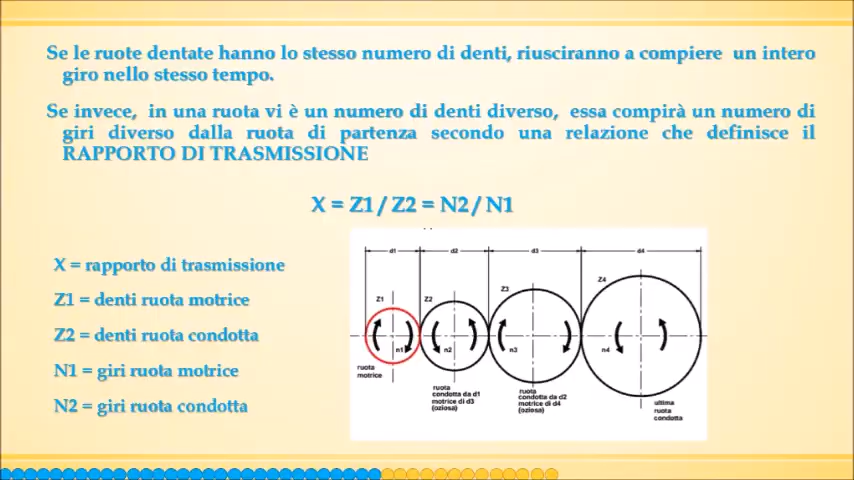 Se le ruote dentate hanno lo stesso numero di denti, riusciranno a compiere un intero
giro nello stesso tempo.
Se invece, in una ruota vi è un numero di denti diverso, essa compirà un numero di
giri diverso dalla ruota di partenza secondo una relazione che definisce il
RAPPORTO DI TRASMISSIONE
X = Z1 / Z2 = N2 / N1
X = rapporto di trasmissione
Z1 = denti ruota motrice
Z2 = denti ruota condotta
N1 = giri ruota motrice
N2 = giri ruota condotta
d1 d2 d3 d4
Z1 Z2 Z3 Z4
n1 n2 n3 n4
ruota
motrice
ruota
condotta da d1
motrice di d3
(oziosa)
ruota
condotta da d2
motrice di d4
(oziosa)
ultima
ruota
condotta